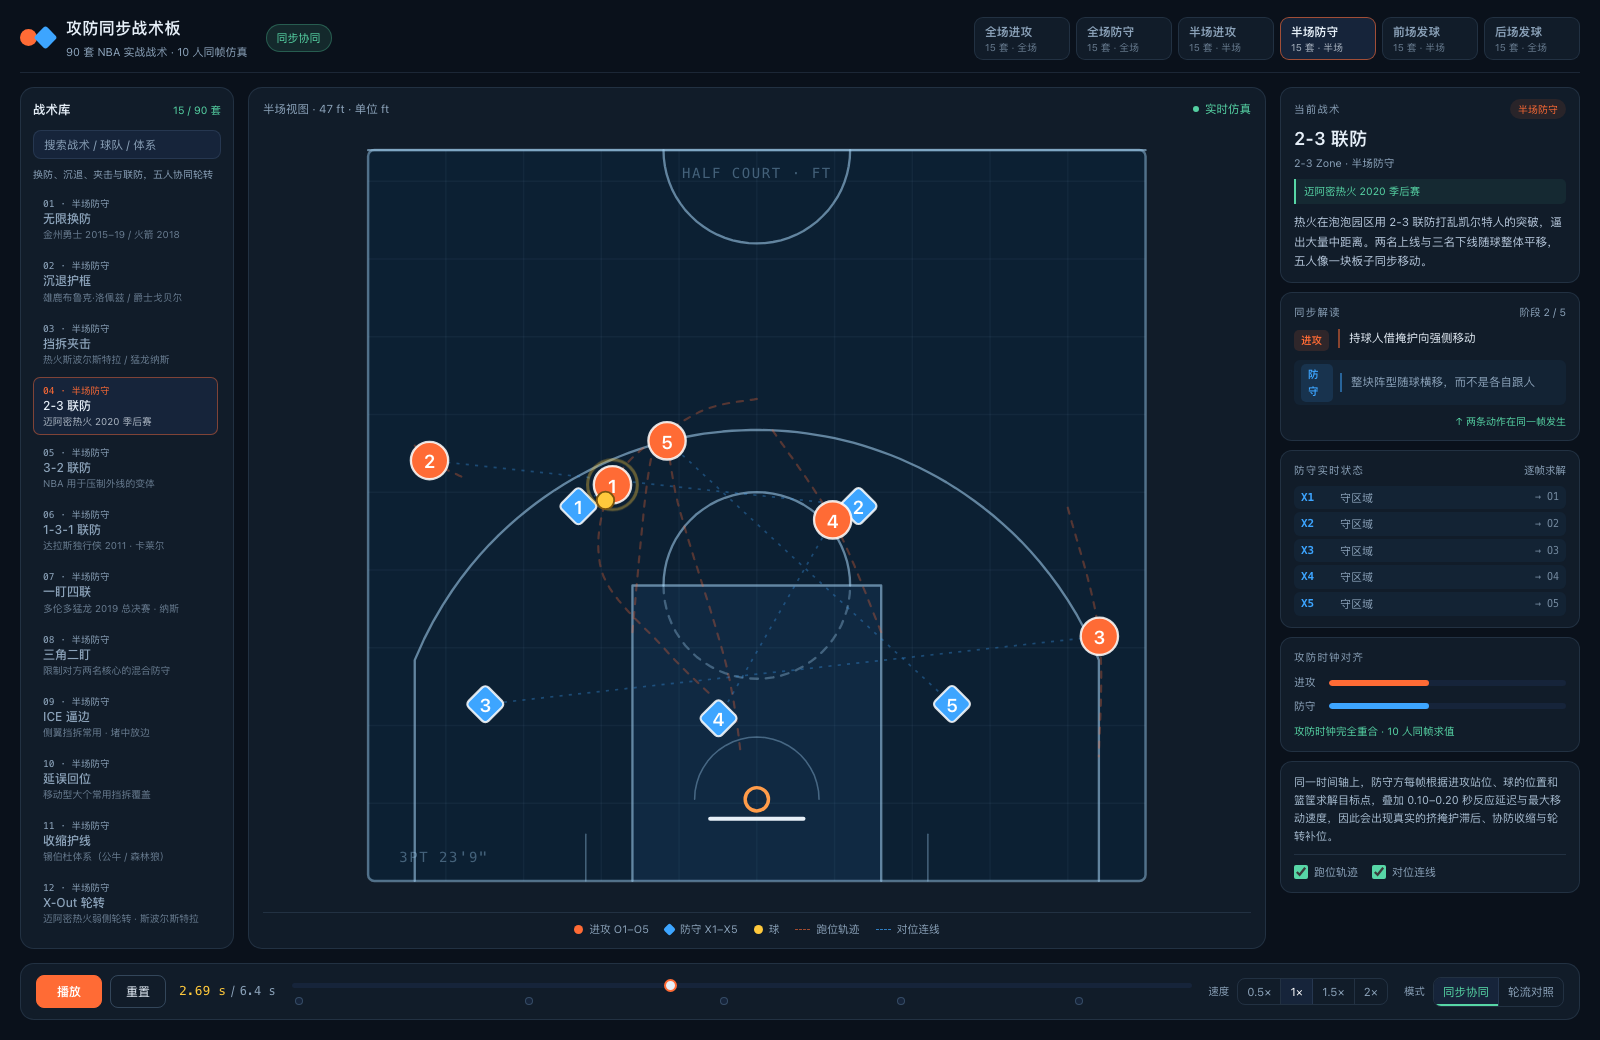 攻防同步战术板
90 套 NBA 实战战术 · 10 人同帧仿真
同步协同
全场进攻
15 套 · 全场
全场防守
15 套 · 全场
半场进攻
15 套 · 半场
半场防守
15 套 · 半场
前场发球
15 套 · 半场
后场发球
15 套 · 全场
战术库
15 / 90 套
搜索战术 / 球队 / 体系
换防、沉退、夹击与联防，五人协同轮转
01 · 半场防守
无限换防
金州勇士 2015–19 / 火箭 2018
02 · 半场防守
沉退护框
雄鹿布鲁克·洛佩兹 / 爵士戈贝尔
03 · 半场防守
挡拆夹击
热火斯波尔斯特拉 / 猛龙纳斯
04 · 半场防守
2-3 联防
迈阿密热火 2020 季后赛
05 · 半场防守
3-2 联防
NBA 用于压制外线的变体
06 · 半场防守
1-3-1 联防
达拉斯独行侠 2011 · 卡莱尔
07 · 半场防守
一盯四联
多伦多猛龙 2019 总决赛 · 纳斯
08 · 半场防守
三角二盯
限制对方两名核心的混合防守
09 · 半场防守
ICE 逼边
侧翼挡拆常用 · 堵中放边
10 · 半场防守
延误回位
移动型大个常用挡拆覆盖
11 · 半场防守
收缩护线
锡伯杜体系（公牛 / 森林狼）
12 · 半场防守
X-Out 轮转
迈阿密热火弱侧轮转 · 斯波尔斯特拉
半场视图 · 47 ft · 单位 ft
实时仿真
HALF COURT · FT
5
2
1
1
4
2
3
3
4
5
3PT 23'9"
进攻 O1–O5
防守 X1–X5
球
跑位轨迹
对位连线
当前战术
半场防守
2-3 联防
2-3 Zone · 半场防守
迈阿密热火 2020 季后赛
热火在泡泡园区用 2-3 联防打乱凯尔特人的突破，逼
出大量中距离。两名上线与三名下线随球整体平移，
五人像一块板子同步移动。
同步解读
阶段 2 / 5
进攻
持球人借掩护向强侧移动
防
守
整块阵型随球横移，而不是各自跟人
↑ 两条动作在同一帧发生
防守实时状态
逐帧求解
X1 守区域 → O1
X2 守区域 → O2
X3 守区域 → O3
X4 守区域 → O4
X5 守区域 → O5
攻防时钟对齐
进攻
防守
攻防时钟完全重合 · 10 人同帧求值
同一时间轴上，防守方每帧根据进攻站位、球的位置和
篮筐求解目标点，叠加 0.10–0.20 秒反应延迟与最大移
动速度，因此会出现真实的挤掩护滞后、协防收缩与轮
转补位。
跑位轨迹
对位连线
播放
重置
2.69 s / 6.4 s
速度
0.5×
1×
1.5×
2×
模式
同步协同
轮流对照